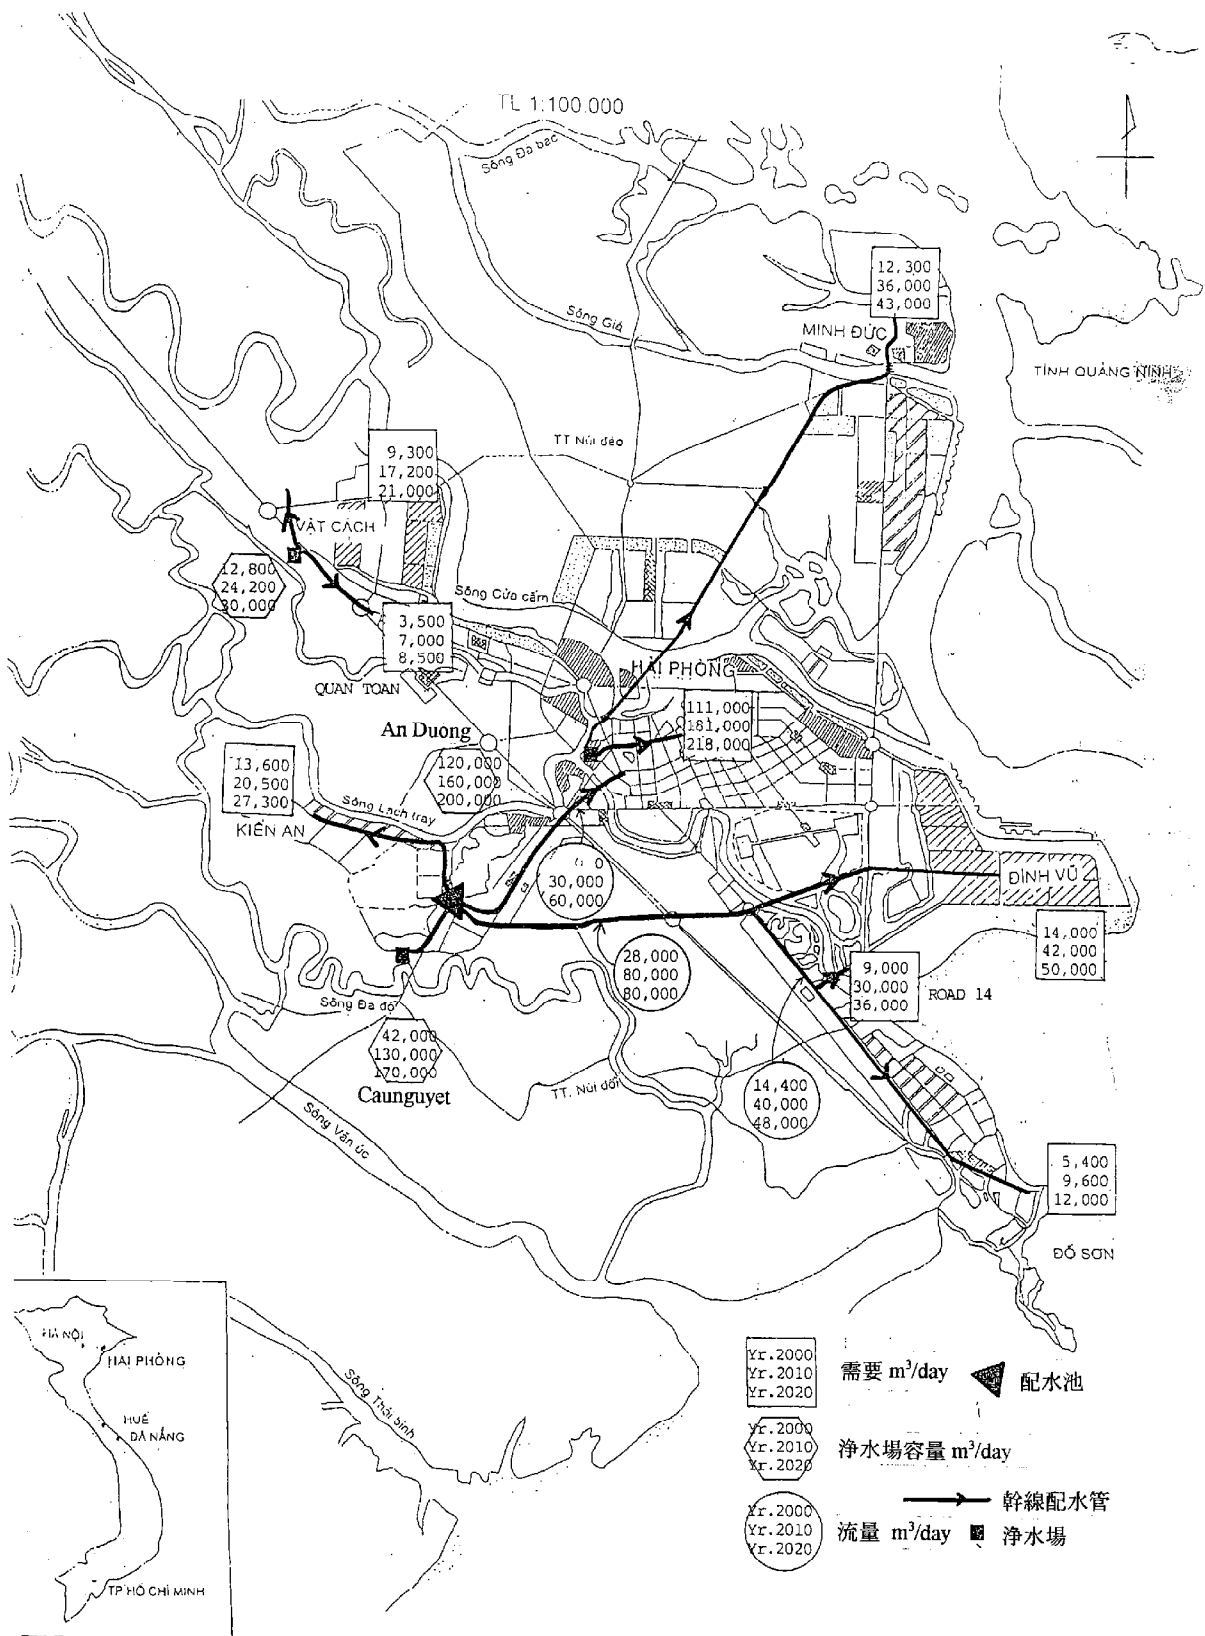 TL 1:100.000
Sông Đa bac
12,300
36,000
43,000
Sông Giá
MINH ĐỨC
TỈNH QUẢNG NINH
TT Núi đèo
9,300
17,200
21,000
VẬT CÁCH
12,800
24,200
30,000
Sông Cửa cấm
3,500
7,000
8,500
HẢI PHÒNG
QUAN TOAN
111,000
181,000
218,000
An Duong
120,000
160,000
200,000
13,600
20,500
27,300
Sông Lach tray
KIẾN AN
0
30,000
60,000
ĐÌNH VŨ
14,000
42,000
50,000
28,000
80,000
80,000
9,000
30,000
36,000
ROAD 14
Sông Đa độ
42,000
130,000
170,000
Caunguyet
TT. Núi đối
14,400
40,000
48,000
Sông Văn úc
5,400
9,600
12,000
ĐỒ SƠN
HÀ NỘI
HAI PHÒNG
HUẾ
ĐÀ NẴNG
TP HỒ CHÍ MINH
Sông Thái bình
Yr.2000
Yr.2010
Yr.2020
需要 m³/day
配水池
Yr.2000
Yr.2010
Yr.2020
浄水場容量 m³/day
幹線配水管
Yr.2000
Yr.2010
Yr.2020
流量 m³/day
浄水場